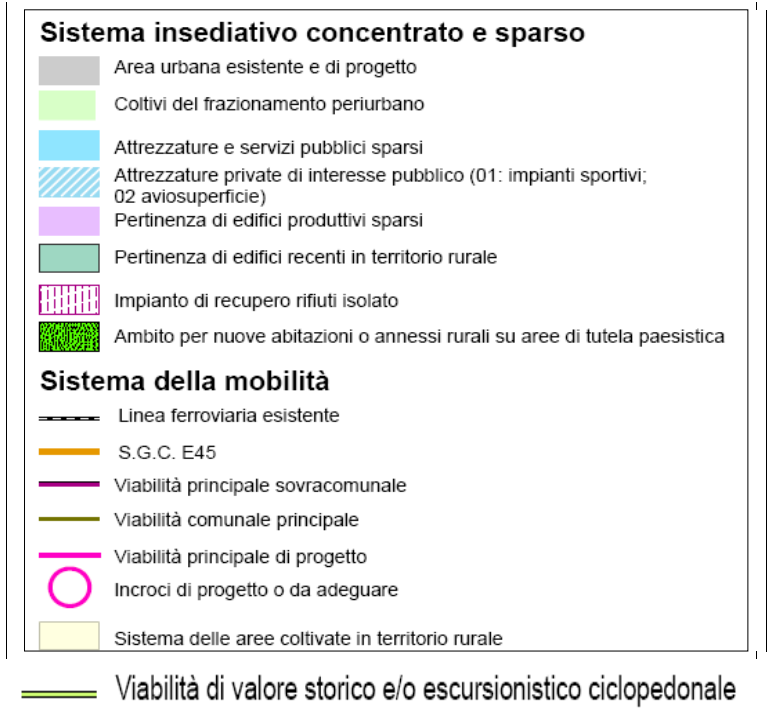 Sistema insediativo concentrato e sparso
Area urbana esistente e di progetto
Coltivi del frazionamento periurbano
Attrezzature e servizi pubblici sparsi
Attrezzature private di interesse pubblico (01: impianti sportivi;
02 aviosuperficie)
Pertinenza di edifici produttivi sparsi
Pertinenza di edifici recenti in territorio rurale
Impianto di recupero rifiuti isolato
Ambito per nuove abitazioni o annessi rurali su aree di tutela paesistica
Sistema della mobilità
Linea ferroviaria esistente
S.G.C. E45
Viabilità principale sovracomunale
Viabilità comunale principale
Viabilità principale di progetto
Incroci di progetto o da adeguare
Sistema delle aree coltivate in territorio rurale
Viabilità di valore storico e/o escursionistico ciclopedonale